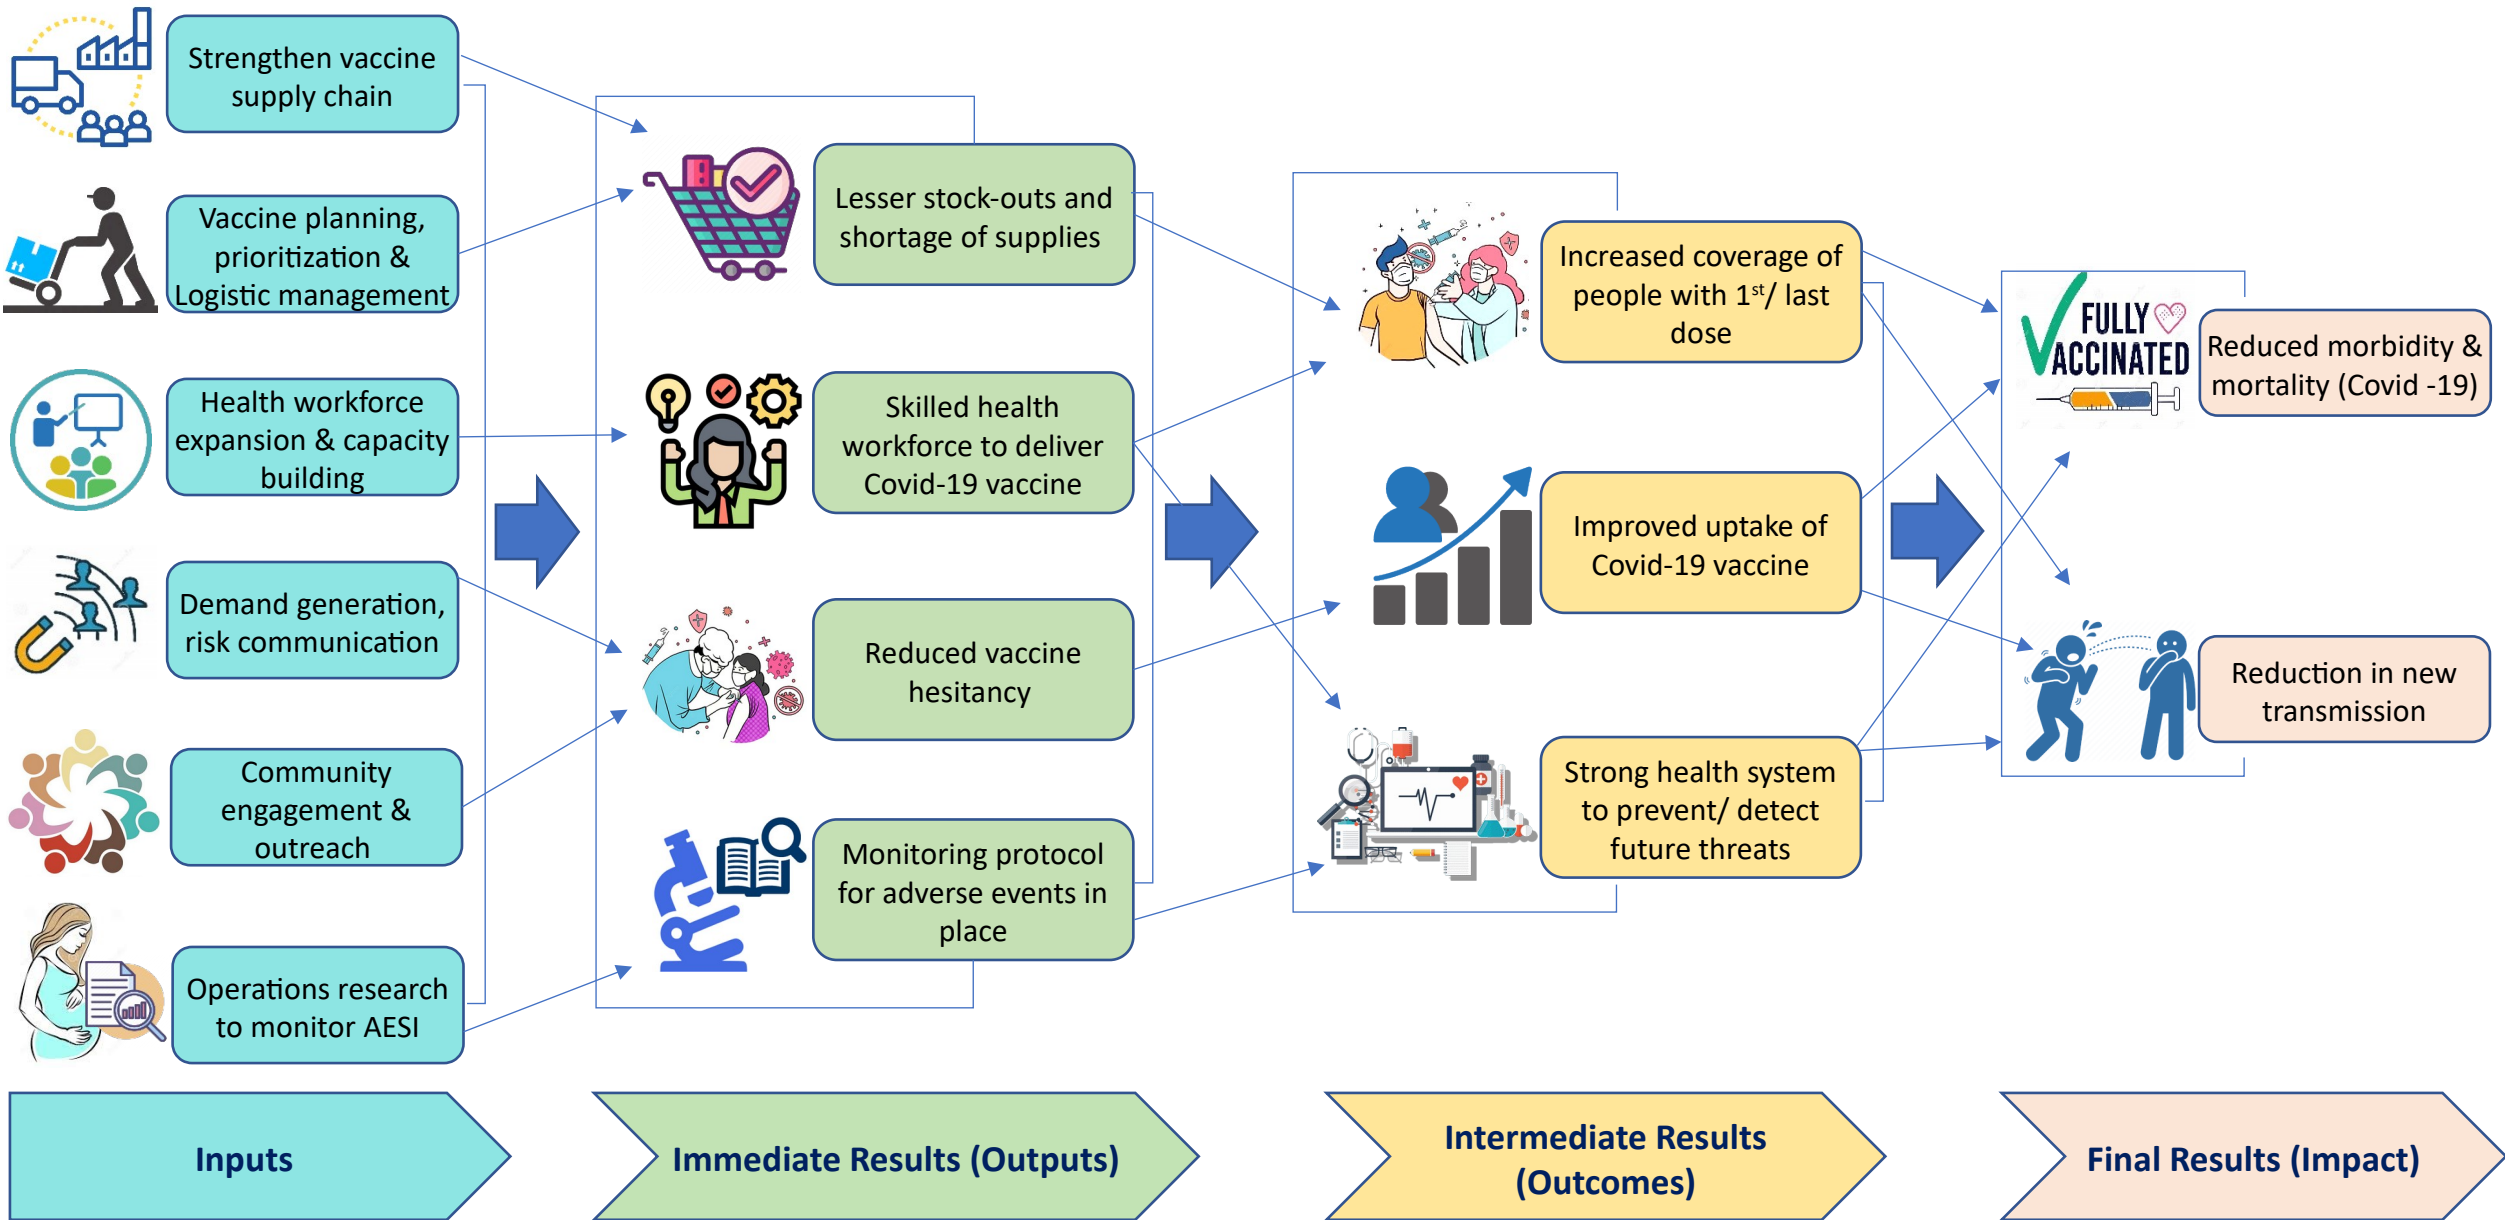 Strengthen vaccine
supply chain
Vaccine planning,
prioritization &
Logistic management
Health workforce
expansion & capacity
building
Demand generation,
risk communication
Community
engagement &
outreach
Operations research
to monitor AESI
Lesser stock-outs and
shortage of supplies
Skilled health
workforce to deliver
Covid-19 vaccine
Reduced vaccine
hesitancy
Monitoring protocol
for adverse events in
place
Increased coverage of
people with 1st/ last
dose
Improved uptake of
Covid-19 vaccine
Strong health system
to prevent/ detect
future threats
FULLY
VACCINATED
Reduced morbidity &
mortality (Covid -19)
Reduction in new
transmission
Inputs
Immediate Results (Outputs)
Intermediate Results
(Outcomes)
Final Results (Impact)